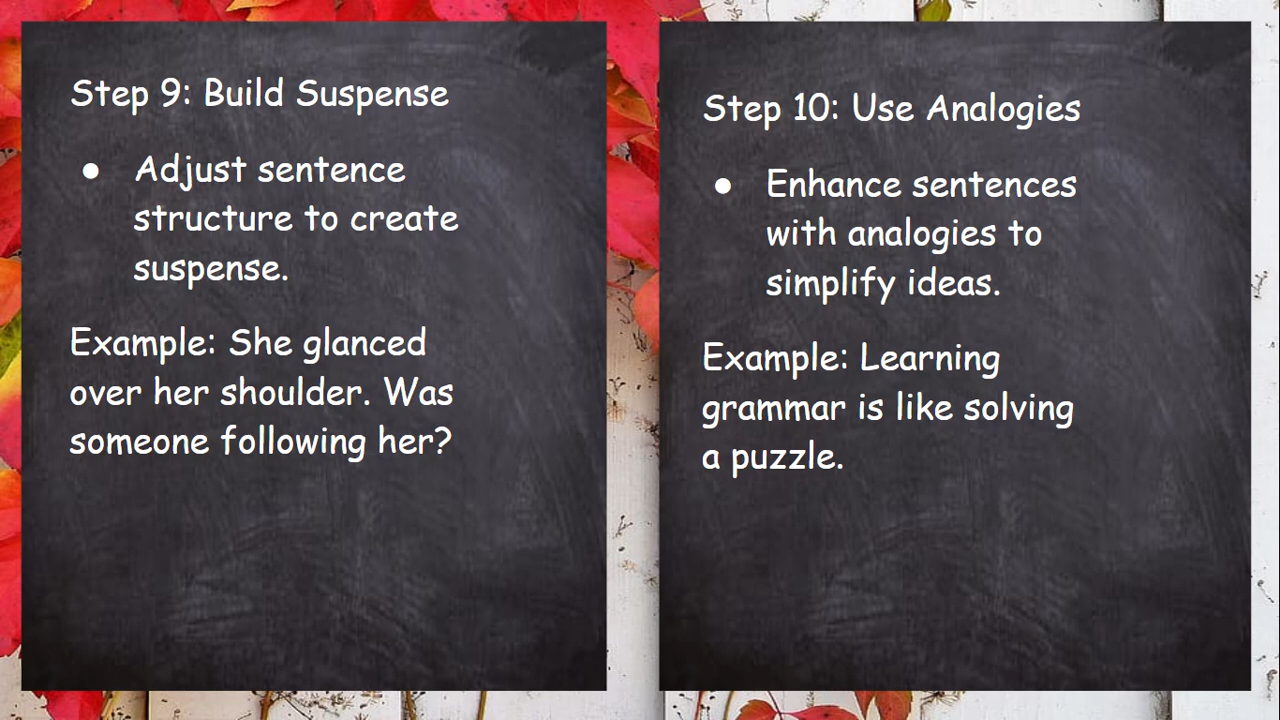 Step 9: Build Suspense
● Adjust sentence
structure to create
suspense.
Example: She glanced
over her shoulder. Was
someone following her?
Step 10: Use Analogies
● Enhance sentences
with analogies to
simplify ideas.
Example: Learning
grammar is like solving
a puzzle.